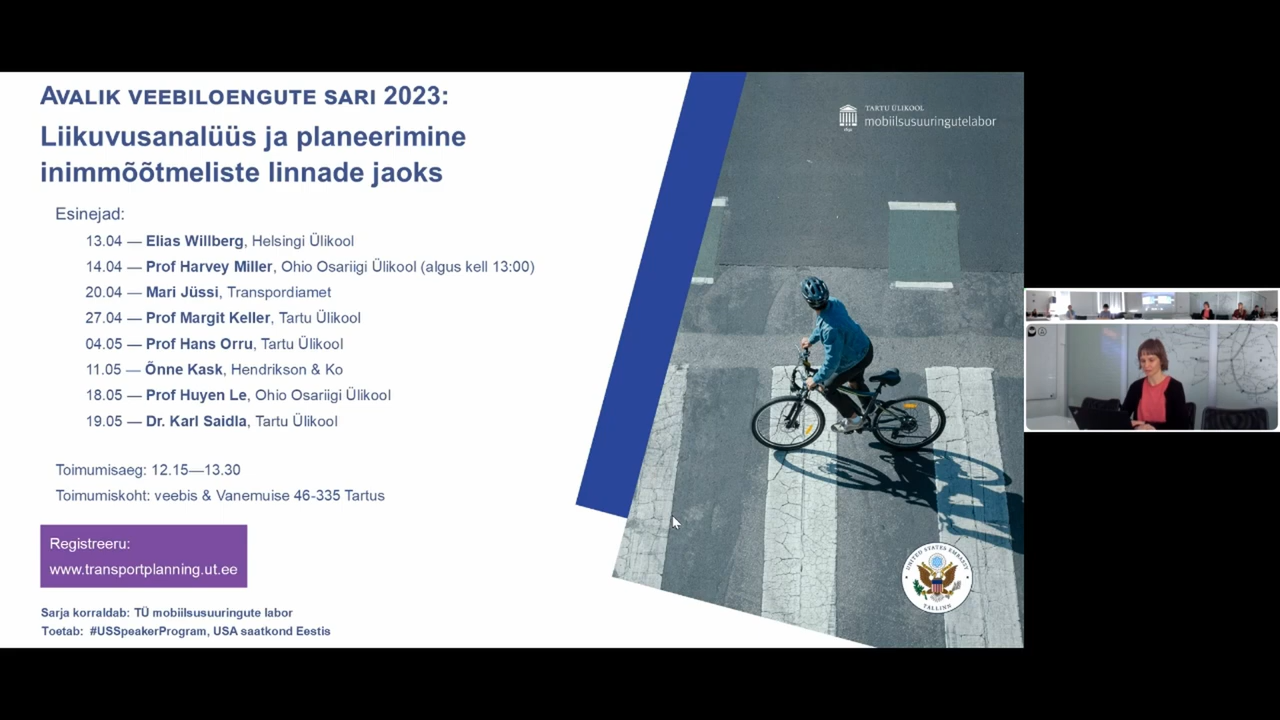 AVALIK VEEBILOENGUTE SARI 2023:
Liikuvusanalüüs ja planeerimine
inimmõõtmeliste linnade jaoks
Esinejad:
13.04 — Elias Willberg, Helsingi Ülikool
14.04 — Prof Harvey Miller, Ohio Osariigi Ülikool (algus kell 13:00)
20.04 — Mari Jüssi, Transpordiamet
27.04 — Prof Margit Keller, Tartu Ülikool
04.05 — Prof Hans Orru, Tartu Ülikool
11.05 — Õnne Kask, Hendrikson & Ko
18.05 — Prof Huyen Le, Ohio Osariigi Ülikool
19.05 — Dr. Karl Saidla, Tartu Ülikool
Toimumisaeg: 12.15—13.30
Toimumiskoht: veebis & Vanemuise 46-335 Tartus
Registreeru:
www.transportplanning.ut.ee
Sarja korraldab: TÜ mobiilsusuuringute labor
Toetab: #USSpeakerProgram, USA saatkond Eestis
TARTU ÜLIKOOL
mobiilsusuuringutelabor
UNITED STATES EMBASSY
TALLINN